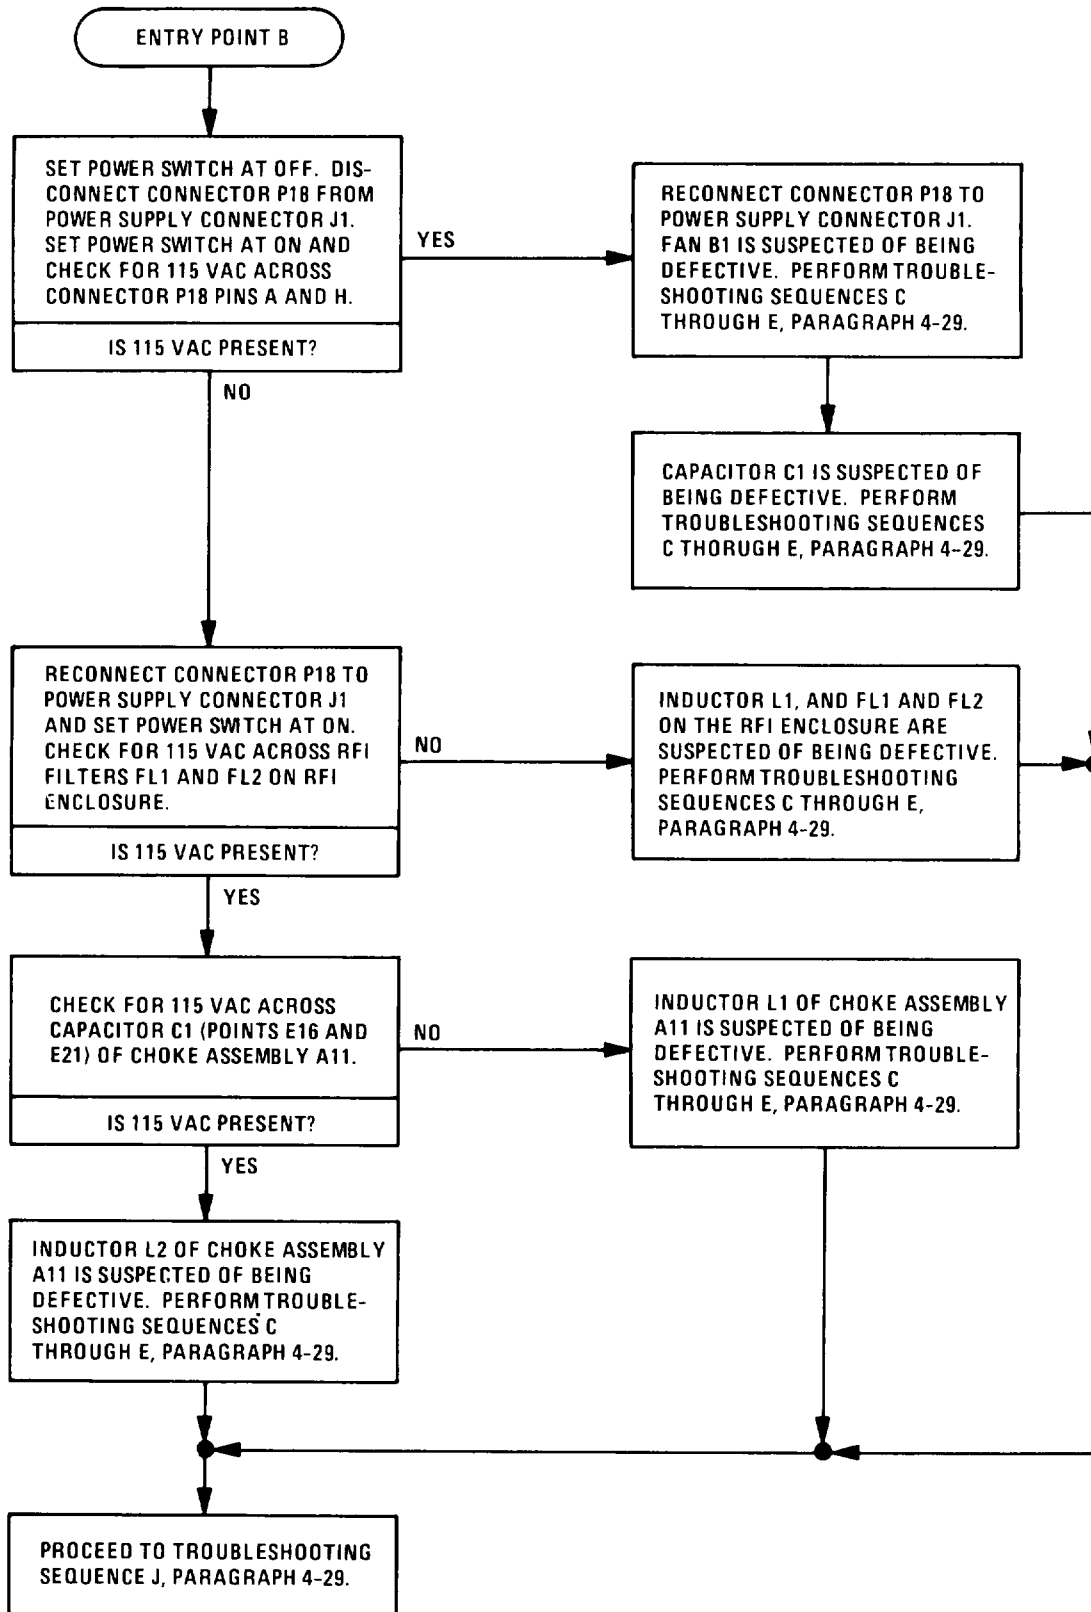 ENTRY POINT B
SET POWER SWITCH AT OFF. DIS-
CONNECT CONNECTOR P18 FROM
POWER SUPPLY CONNECTOR J1.
SET POWER SWITCH AT ON AND
CHECK FOR 115 VAC ACROSS
CONNECTOR P18 PINS A AND H.
IS 115 VAC PRESENT?
YES
RECONNECT CONNECTOR P18 TO
POWER SUPPLY CONNECTOR J1.
FAN B1 IS SUSPECTED OF BEING
DEFECTIVE. PERFORM TROUBLE-
SHOOTING SEQUENCES C
THROUGH E, PARAGRAPH 4-29.
NO
CAPACITOR C1 IS SUSPECTED OF
BEING DEFECTIVE. PERFORM
TROUBLESHOOTING SEQUENCES
C THORUGH E, PARAGRAPH 4-29.
RECONNECT CONNECTOR P18 TO
POWER SUPPLY CONNECTOR J1
AND SET POWER SWITCH AT ON.
CHECK FOR 115 VAC ACROSS RFI
FILTERS FL1 AND FL2 ON RFI
ENCLOSURE.
IS 115 VAC PRESENT?
NO
INDUCTOR L1, AND FL1 AND FL2
ON THE RFI ENCLOSURE ARE
SUSPECTED OF BEING DEFECTIVE.
PERFORM TROUBLESHOOTING
SEQUENCES C THROUGH E,
PARAGRAPH 4-29.
YES
CHECK FOR 115 VAC ACROSS
CAPACITOR C1 (POINTS E16 AND
E21) OF CHOKE ASSEMBLY A11.
IS 115 VAC PRESENT?
NO
INDUCTOR L1 OF CHOKE ASSEMBLY
A11 IS SUSPECTED OF BEING
DEFECTIVE. PERFORM TROUBLE-
SHOOTING SEQUENCES C
THROUGH E, PARAGRAPH 4-29.
YES
INDUCTOR L2 OF CHOKE ASSEMBLY
A11 IS SUSPECTED OF BEING
DEFECTIVE. PERFORM TROUBLE-
SHOOTING SEQUENCES C
THROUGH E, PARAGRAPH 4-29.
PROCEED TO TROUBLESHOOTING
SEQUENCE J, PARAGRAPH 4-29.